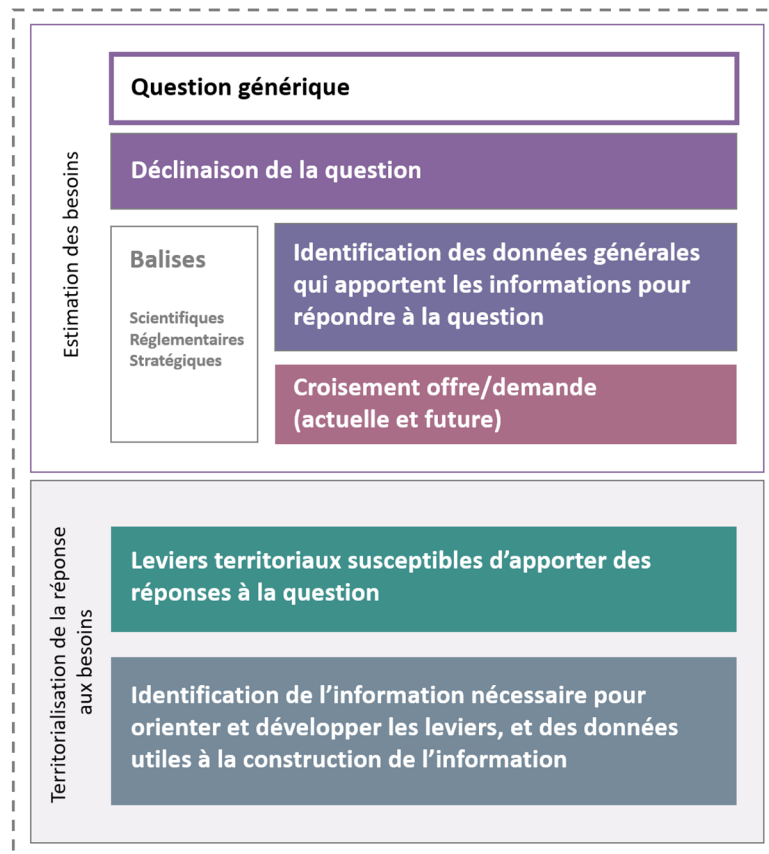 Estimation des besoins
Question générique
Déclinaison de la question
Balises
Scientifiques
Réglementaires
Stratégiques
Identification des données générales
qui apportent les informations pour
répondre à la question
Croisement offre/demande
(actuelle et future)
Territorialisation de la réponse
aux besoins
Leviers territoriaux susceptibles d’apporter des
réponses à la question
Identification de l’information nécessaire pour
orienter et développer les leviers, et des données
utiles à la construction de l’information